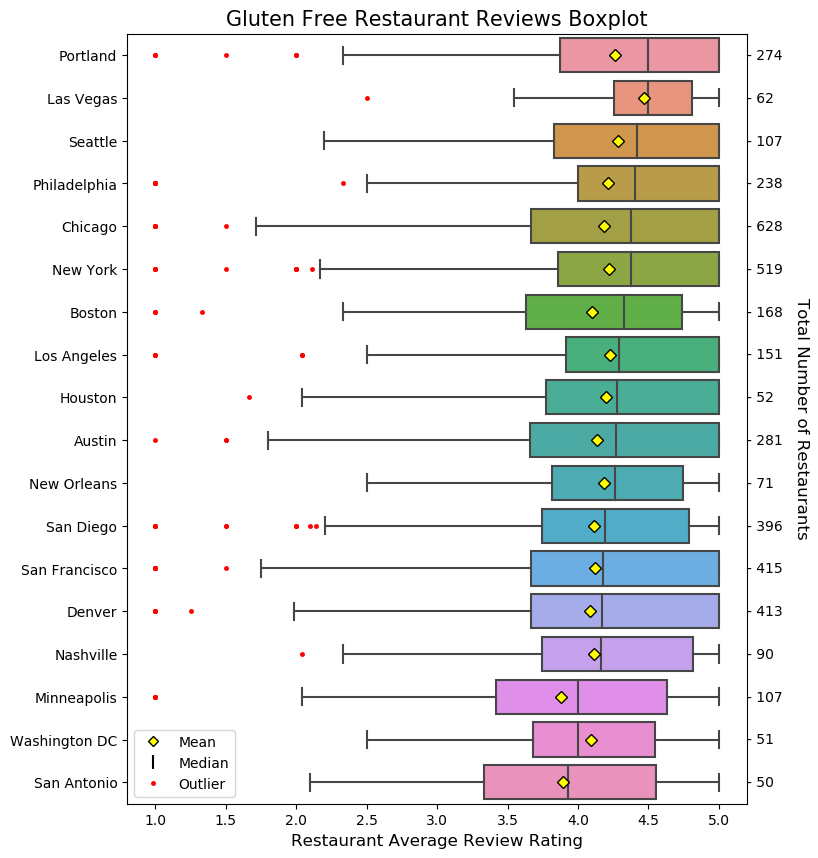 Gluten Free Restaurant Reviews Boxplot
Portland 274
Las Vegas 62
Seattle 107
Philadelphia 238
Chicago 628
New York 519
Boston 168
Los Angeles 151
Houston 52
Austin 281
New Orleans 71
San Diego 396
San Francisco 415
Denver 413
Nashville 90
Minneapolis 107
Washington DC 51
San Antonio 50
Total Number of Restaurants
Mean
Median
Outlier
1.0 1.5 2.0 2.5 3.0 3.5 4.0 4.5 5.0
Restaurant Average Review Rating